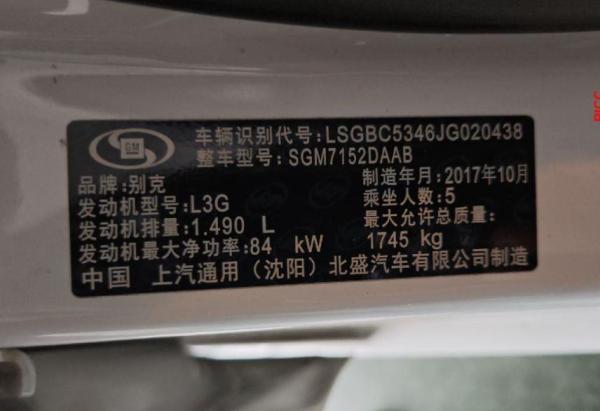 GM
车辆识别代号:LSGBC5346JG020438
整车型号:SGM7152DAAB
品牌:别克
制造年月:2017年10月
发动机型号:L3G
乘坐人数:5
发动机排量:1.490 L
最大允许总质量:
发动机最大净功率:84 kW
1745 kg
中国 上汽通用（沈阳）北盛汽车有限公司制造
PICC